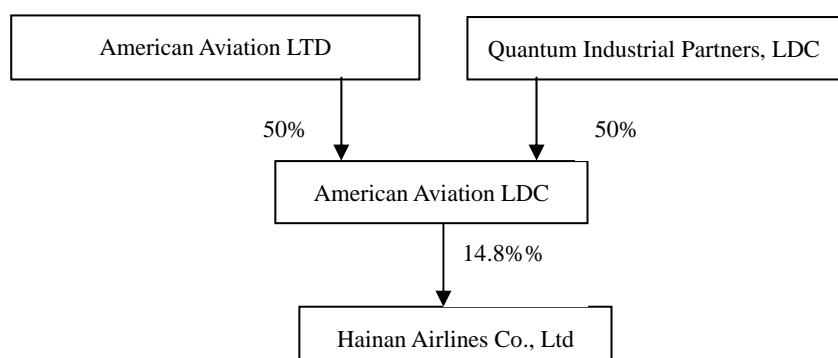 American Aviation LTD
Quantum Industrial Partners, LDC
50%
50%
American Aviation LDC
14.8%%
Hainan Airlines Co., Ltd